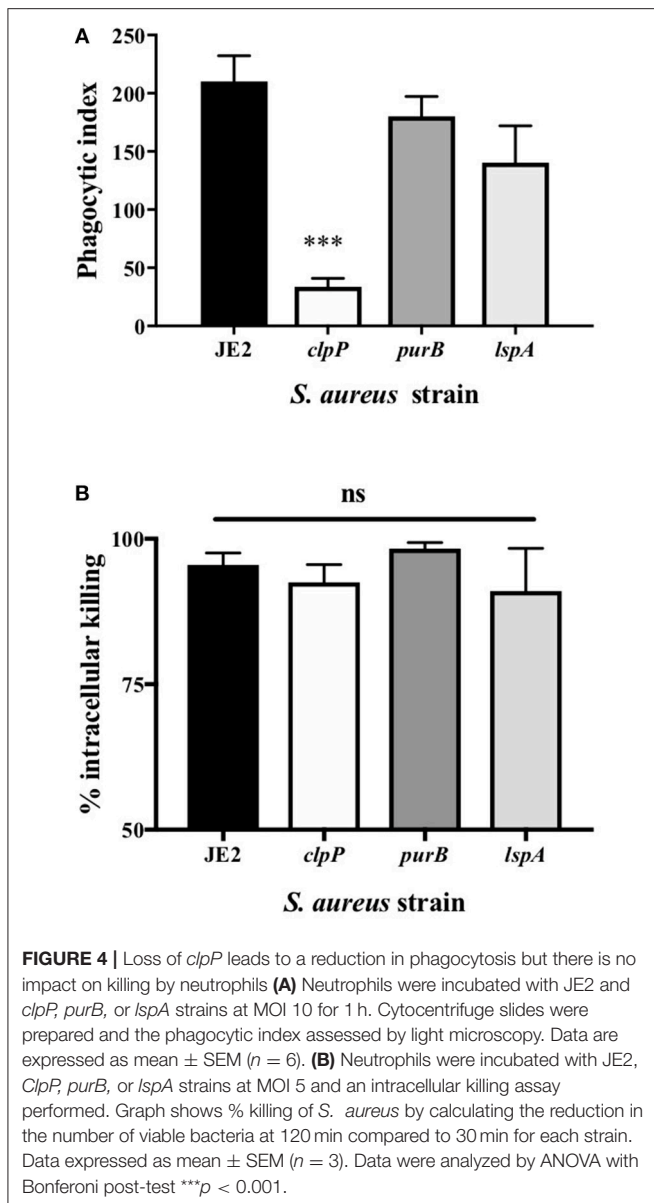 A
250
200
150
100
50
0
Phagocytic index
***
JE2 clpP purB lspA
S. aureus strain
B
ns
100
75
50
% intracellular killing
JE2 clpP purB lspA
S. aureus strain
FIGURE 4 | Loss of clpP leads to a reduction in phagocytosis but there is no
impact on killing by neutrophils (A) Neutrophils were incubated with JE2 and
clpP, purB, or lspA strains at MOI 10 for 1 h. Cytocentrifuge slides were
prepared and the phagocytic index assessed by light microscopy. Data are
expressed as mean ± SEM (n = 6). (B) Neutrophils were incubated with JE2,
ClpP, purB, or lspA strains at MOI 5 and an intracellular killing assay
performed. Graph shows % killing of S. aureus by calculating the reduction in
the number of viable bacteria at 120 min compared to 30 min for each strain.
Data expressed as mean ± SEM (n = 3). Data were analyzed by ANOVA with
Bonferoni post-test ***p < 0.001.